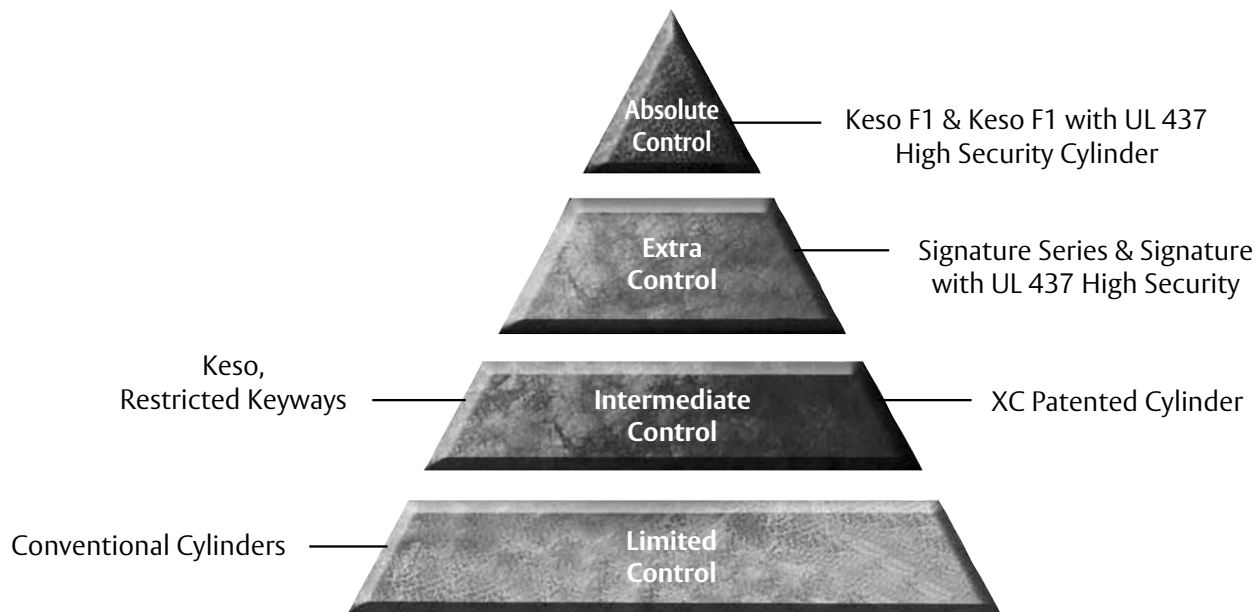 Absolute
Control
Keso F1 & Keso F1 with UL 437
High Security Cylinder
Extra
Control
Signature Series & Signature
with UL 437 High Security
Keso,
Restricted Keyways
Intermediate
Control
XC Patented Cylinder
Conventional Cylinders
Limited
Control